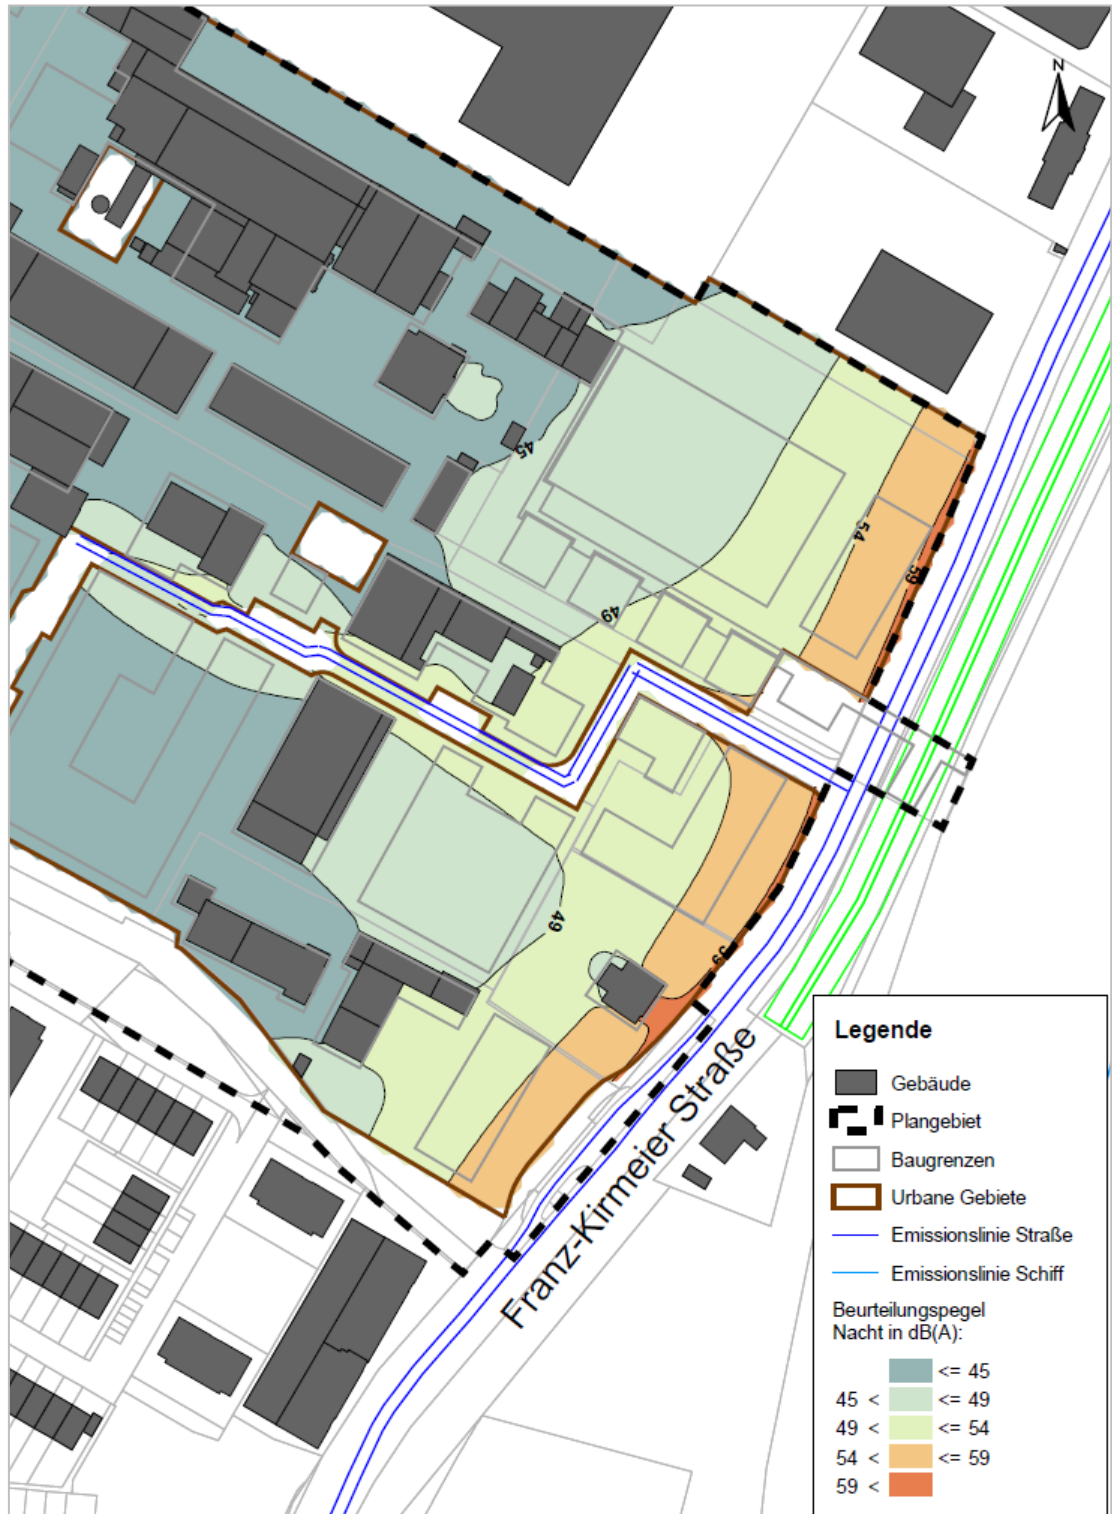 N
45
54
59
49
49
59
Franz-Kirmeier Straße
Legende
Gebäude
Plangebiet
Baugrenzen
Urbane Gebiete
Emissionslinie Straße
Emissionslinie Schiff
Beurteilungspegel
Nacht in dB(A):
<= 45
45 < <= 49
49 < <= 54
54 < <= 59
59 <